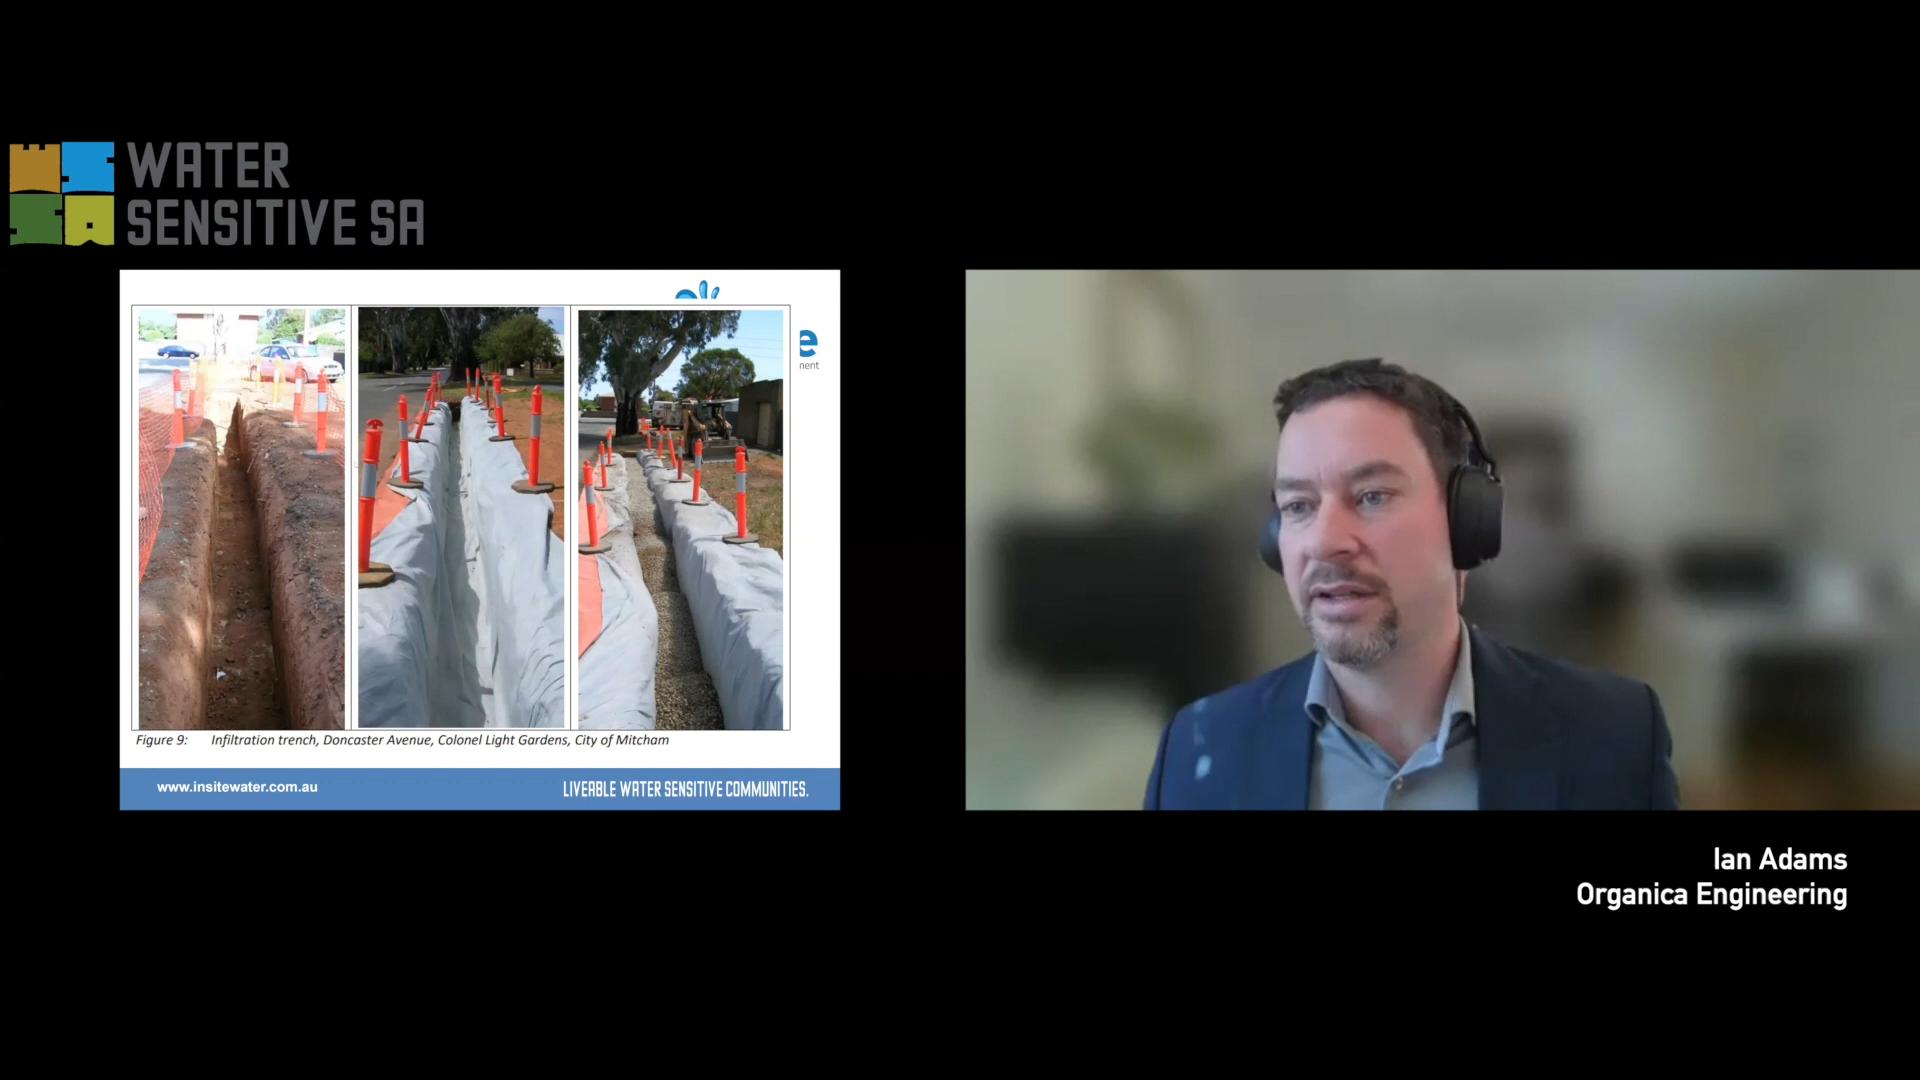 WATER
SENSITIVE SA
e
nent
Figure 9: Infiltration trench, Doncaster Avenue, Colonel Light Gardens, City of Mitcham
www.insitewater.com.au
LIVEABLE WATER SENSITIVE COMMUNITIES.
Ian Adams
Organica Engineering